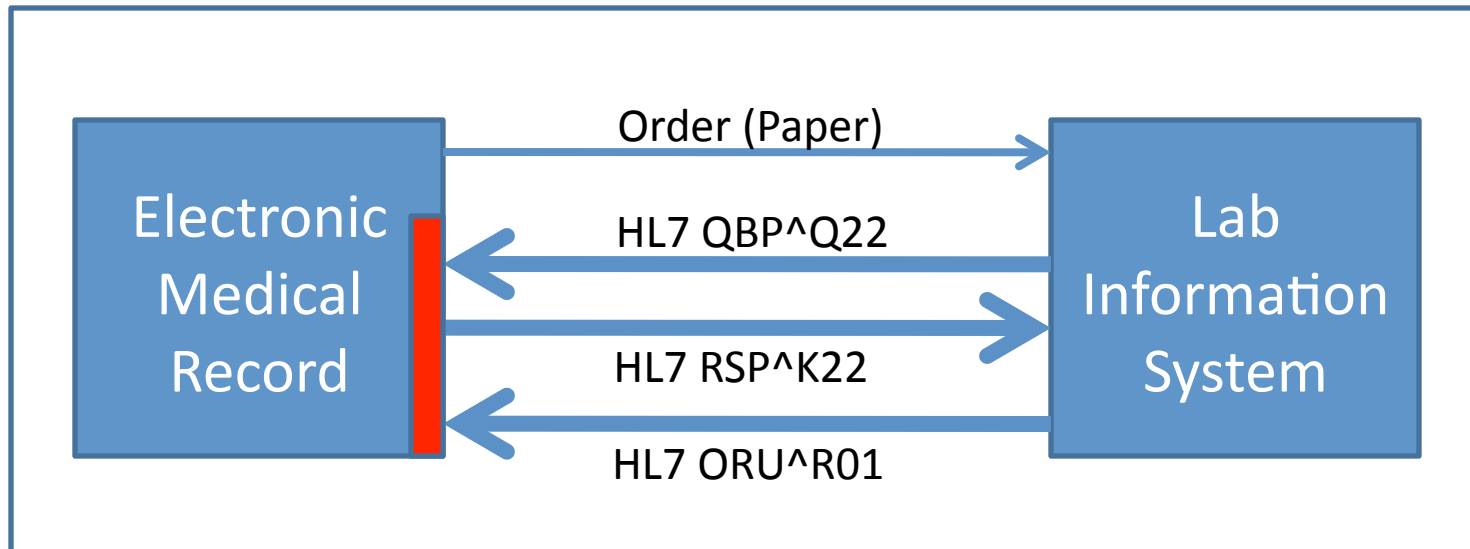 Order (Paper)
Electronic
Medical
Record
HL7 QBP^Q22
HL7 RSP^K22
HL7 ORU^R01
Lab
Information
System